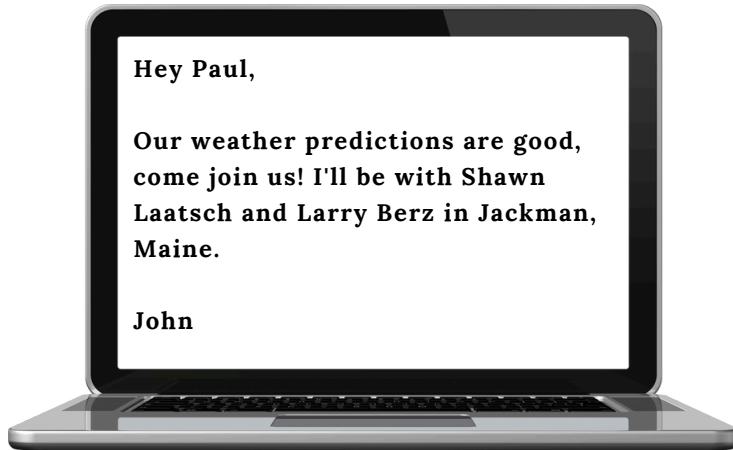 Hey Paul,
Our weather predictions are good,
come join us! I'll be with Shawn
Laatsch and Larry Berz in Jackman,
Maine.
John